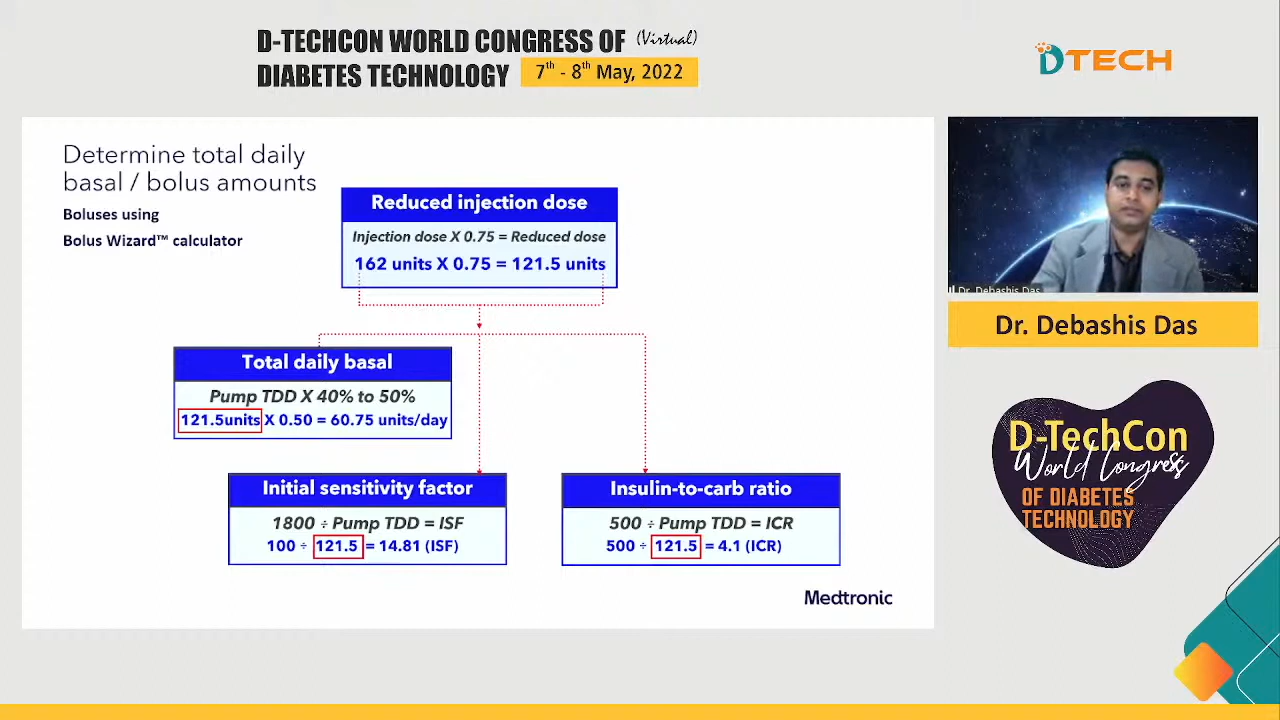 D-TECHCON WORLD CONGRESS OF (Virtual)
DIABETES TECHNOLOGY 7th - 8th May, 2022
DTECH
Determine total daily
basal / bolus amounts
Boluses using
Bolus Wizard™ calculator
Reduced injection dose
Injection dose X 0.75 = Reduced dose
162 units X 0.75 = 121.5 units
Total daily basal
Pump TDD X 40% to 50%
121.5units X 0.50 = 60.75 units/day
Initial sensitivity factor
1800 ÷ Pump TDD = ISF
100 ÷ 121.5 = 14.81 (ISF)
Insulin-to-carb ratio
500 ÷ Pump TDD = ICR
500 ÷ 121.5 = 4.1 (ICR)
Medtronic
Dr. Debashis Das
Dr. Debashis Das
D-TechCon
World Congress
OF DIABETES
TECHNOLOGY